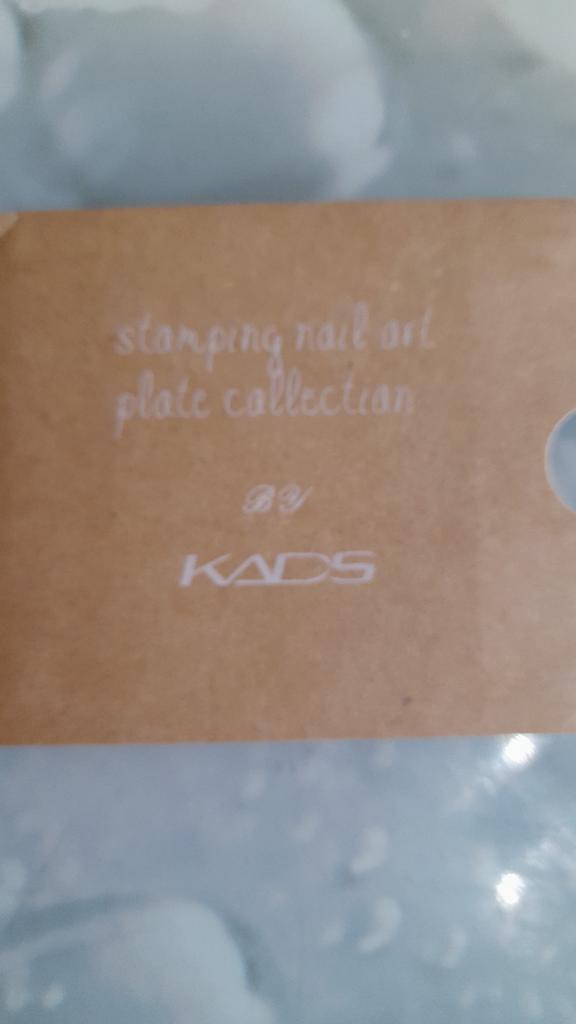 stamping nail art
plate collection
BY
KADS